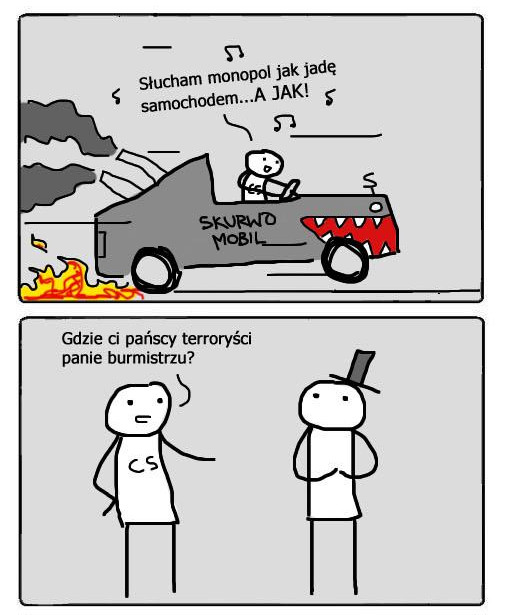 Słucham monopol jak jadę
samochodem...A JAK!
CS
SKURWO
MOBIL
S
Gdzie ci pańscy terroryści
panie burmistrzu?
CS